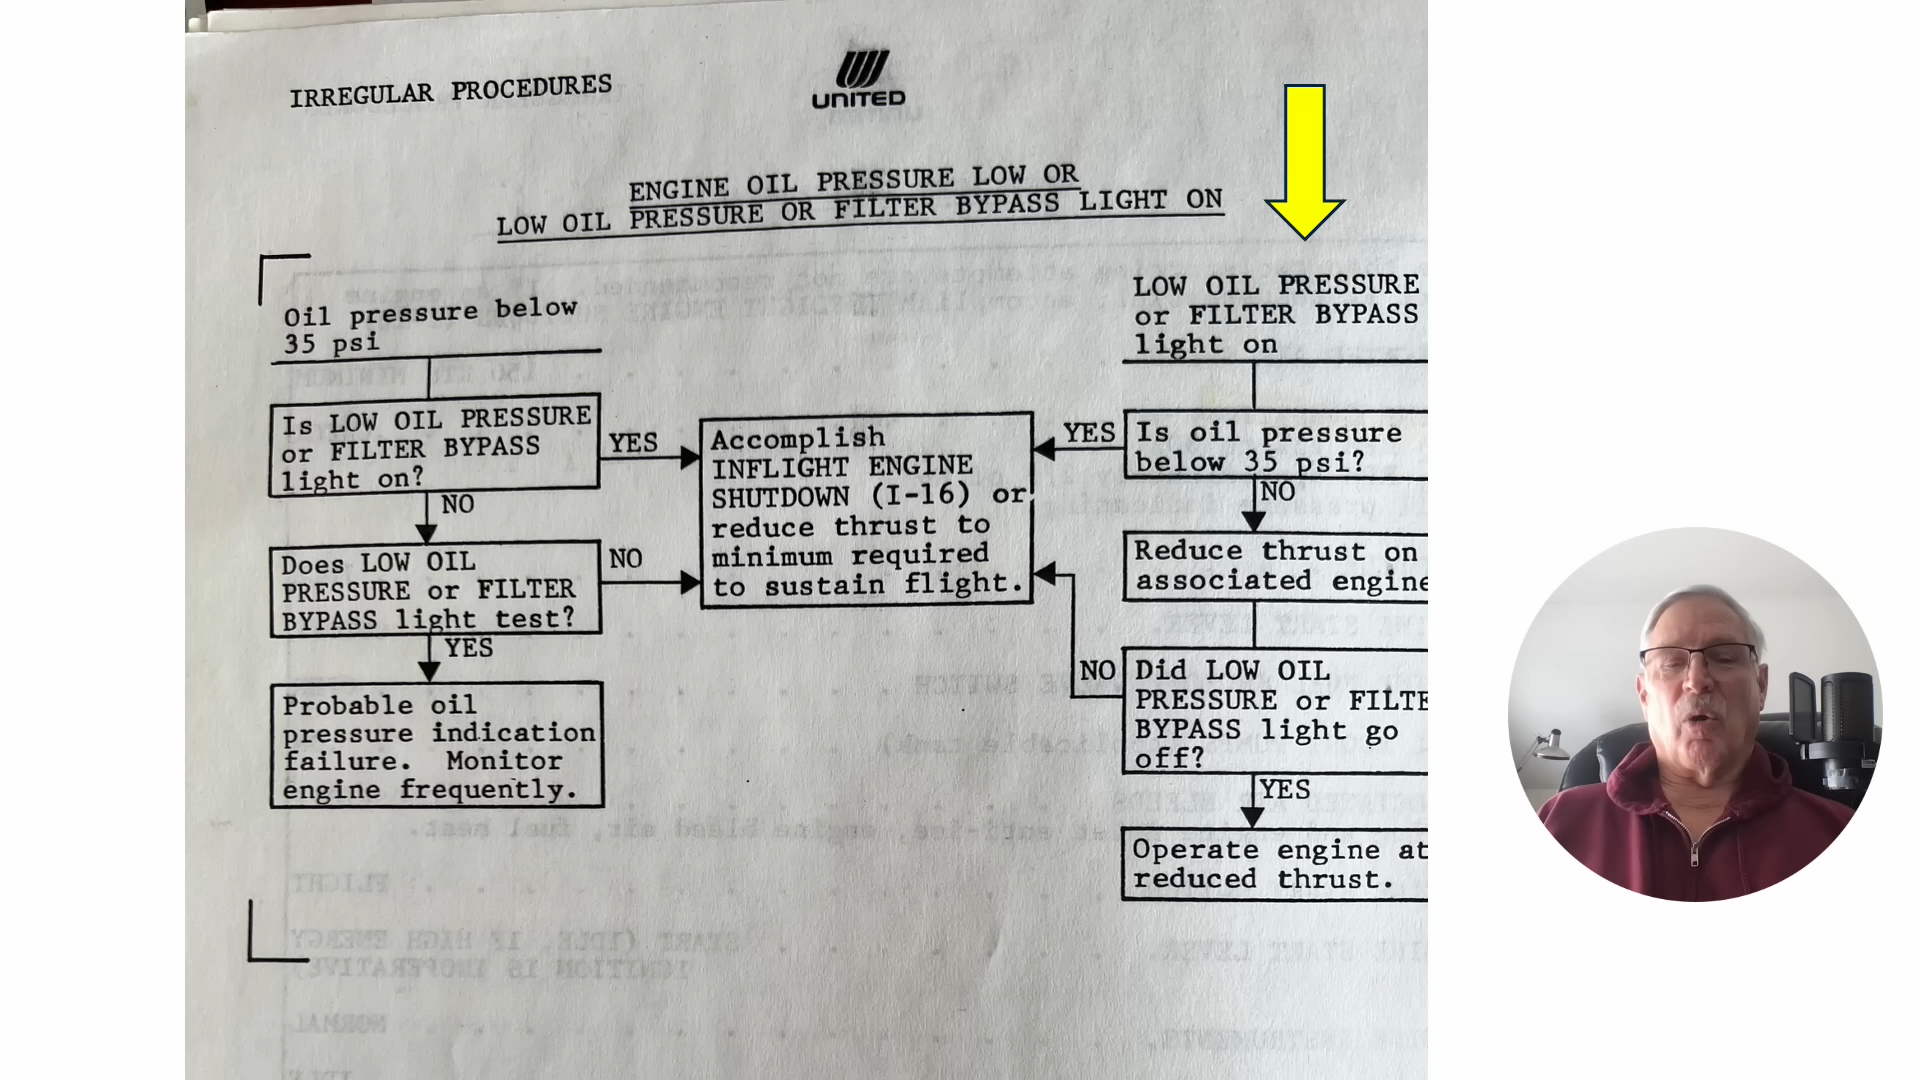 IRREGULAR PROCEDURES
UNITED
ENGINE OIL PRESSURE LOW OR
LOW OIL PRESSURE OR FILTER BYPASS LIGHT ON
Oil pressure below
35 psi
Is LOW OIL PRESSURE
or FILTER BYPASS
light on?
YES
NO
Does LOW OIL
PRESSURE or FILTER
BYPASS light test?
NO
YES
Probable oil
pressure indication
failure. Monitor
engine frequently.
Accomplish
INFLIGHT ENGINE
SHUTDOWN (I-16) or
reduce thrust to
minimum required
to sustain flight.
LOW OIL PRESSURE
or FILTER BYPASS
light on
YES
Is oil pressure
below 35 psi?
NO
Reduce thrust on
associated engine
NO
Did LOW OIL
PRESSURE or FILTE
BYPASS light go
off?
YES
Operate engine at
reduced thrust.